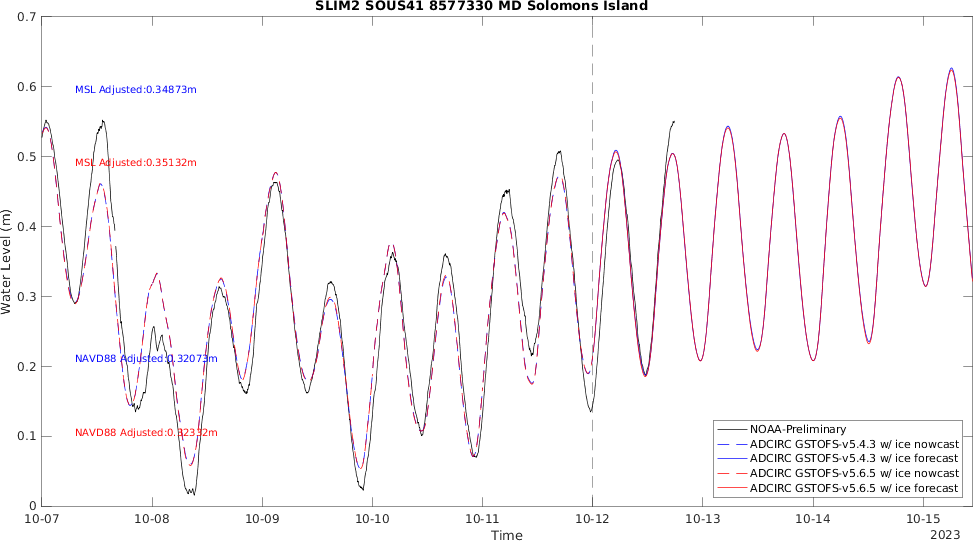 SLIM2 SOUS41 8577330 MD Solomons Island
0.7
0.6
0.5
0.4
0.3
0.2
0.1
0
Water Level (m)
MSL Adjusted:0.34873m
MSL Adjusted:0.35132m
NAVD88 Adjusted:0.32073m
NAVD88 Adjusted:0.32332m
NOAA-Preliminary
ADCIRC GSTOFS-v5.4.3 w/ ice nowcast
ADCIRC GSTOFS-v5.4.3 w/ ice forecast
ADCIRC GSTOFS-v5.6.5 w/ ice nowcast
ADCIRC GSTOFS-v5.6.5 w/ ice forecast
10-07 10-08 10-09 10-10 10-11 10-12 10-13 10-14 10-15
Time
2023